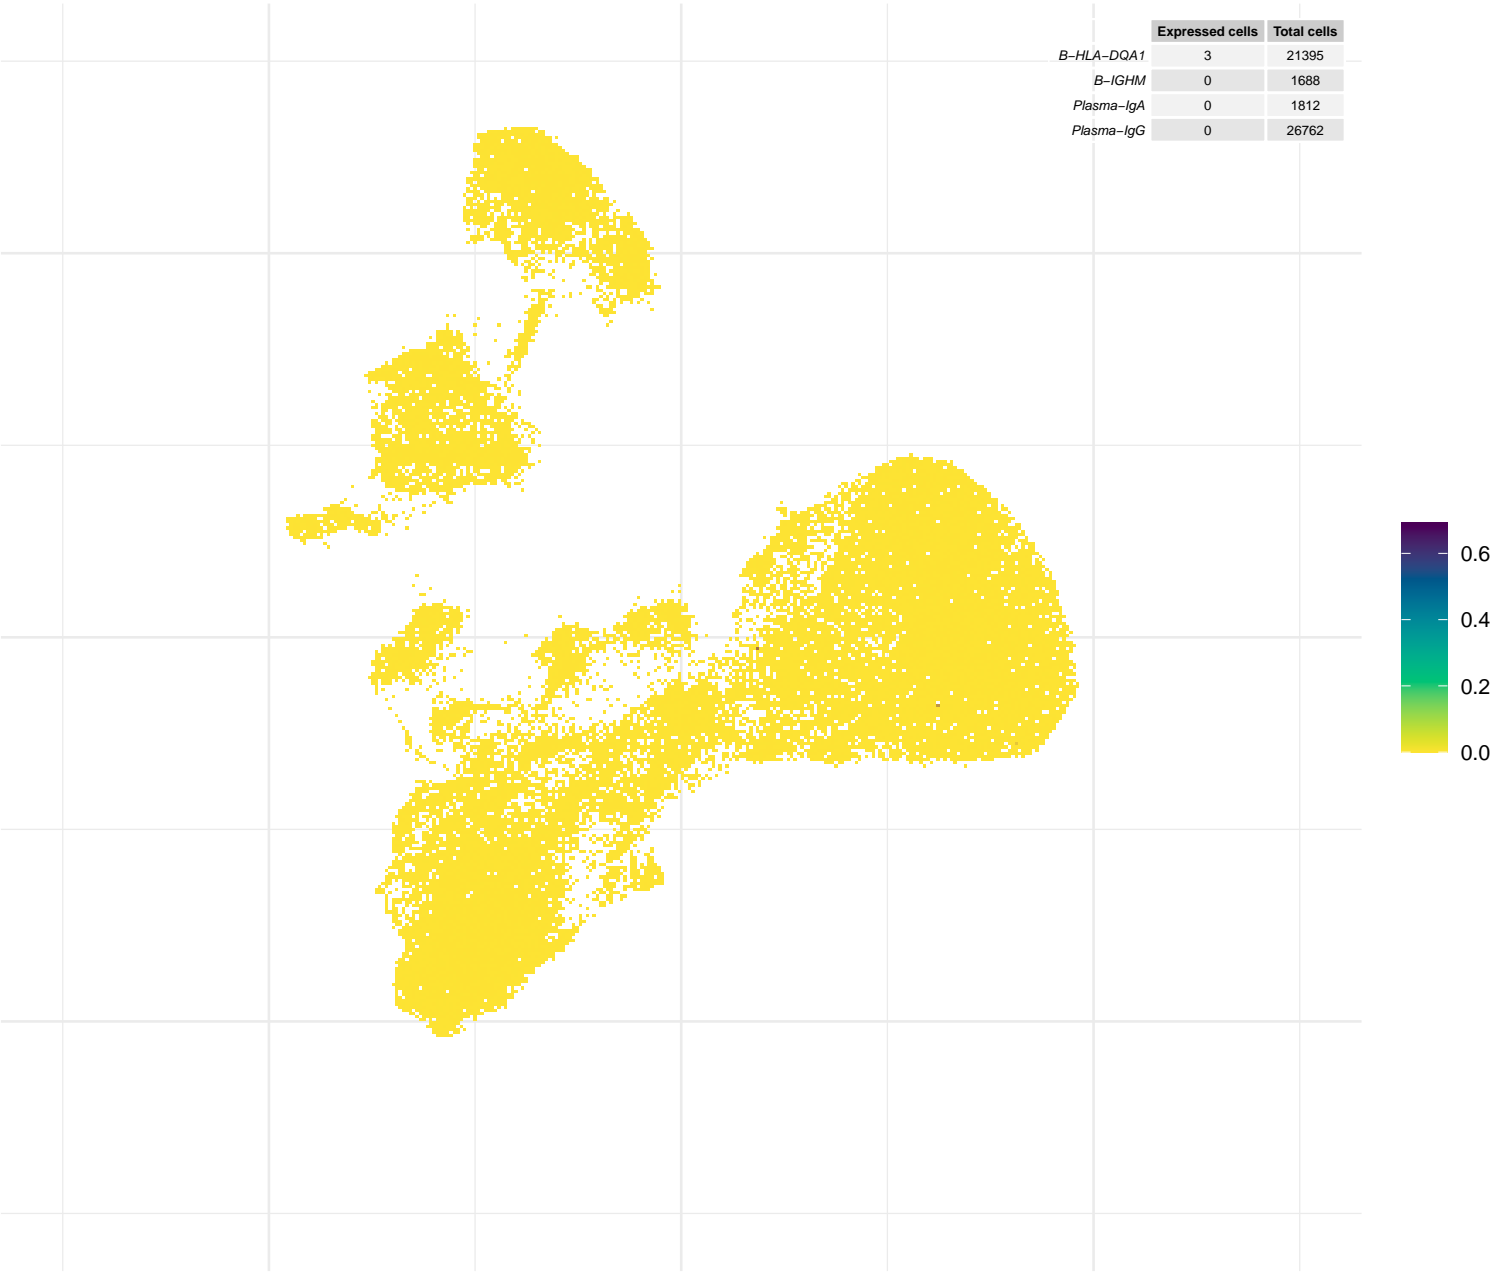 Expressed cells Total cells
B−HLA−DQA1 3 21395
B−IGHM 0 1688
Plasma−IgA 0 1812
Plasma−IgG 0 26762
0.6
0.4
0.2
0.0